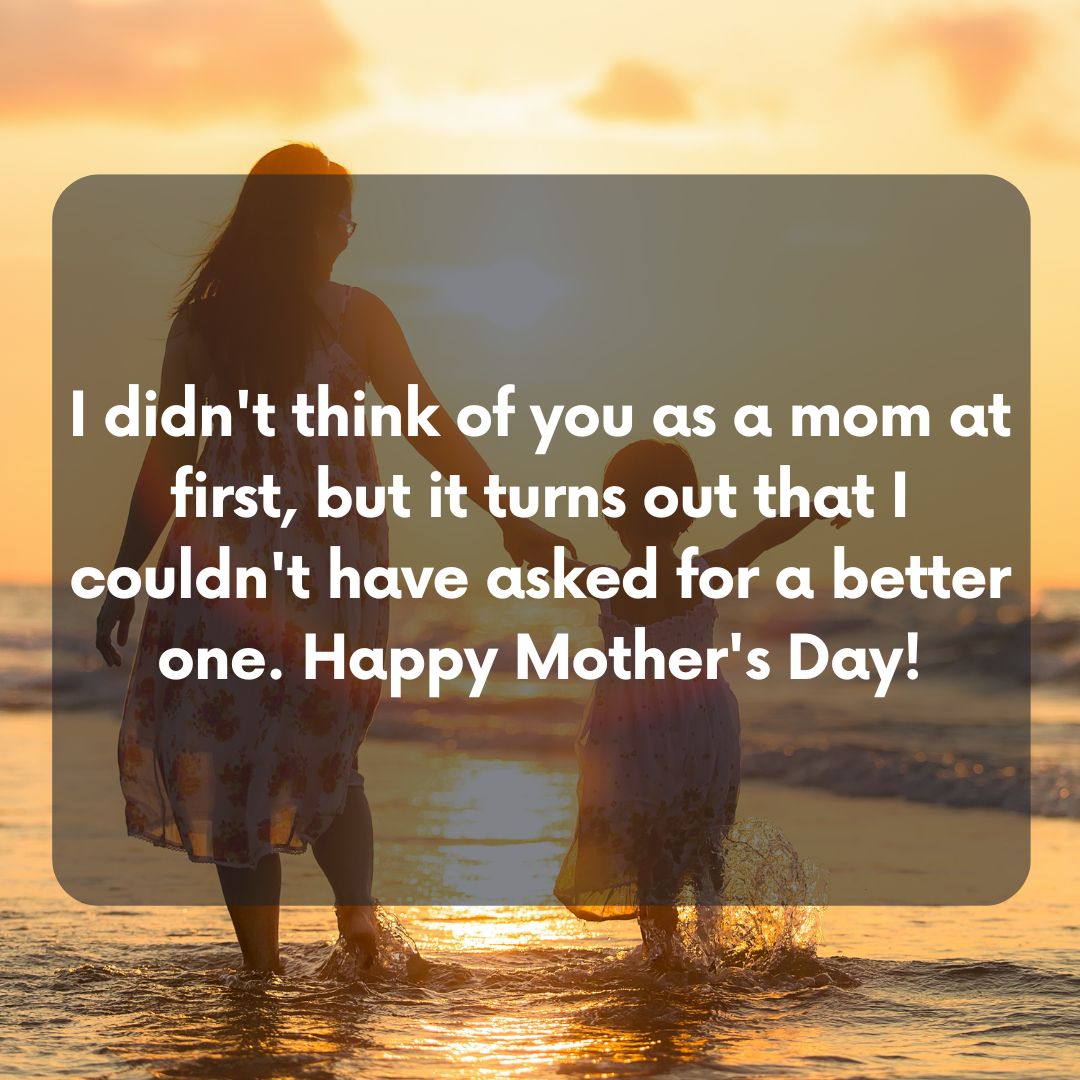 I didn't think of you as a mom at
first, but it turns out that I
couldn't have asked for a better
one. Happy Mother's Day!